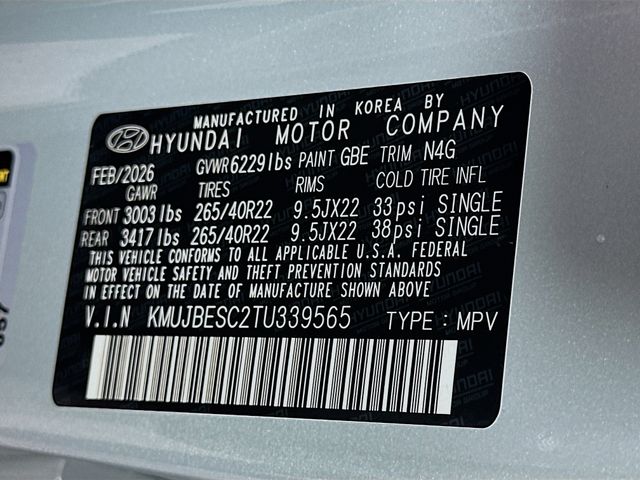 MANUFACTURED IN KOREA BY
HYUNDAI MOTOR COMPANY
FEB/2026 GVWR 6229lbs PAINT GBE TRIM N4G
GAWR TIRES RIMS COLD TIRE INFL
FRONT 3003lbs 265/40R22 9.5JX22 33psi SINGLE
REAR 3417lbs 265/40R22 9.5JX22 38psi SINGLE
THIS VEHICLE CONFORMS TO ALL APPLICABLE U.S.A. FEDERAL
MOTOR VEHICLE SAFETY AND THEFT PREVENTION STANDARDS
IN EFFECT ON THE DATE OF MANUFACTURE SHOWN ABOVE
V.I.N KMUJBESC2TU339565 TYPE : MPV